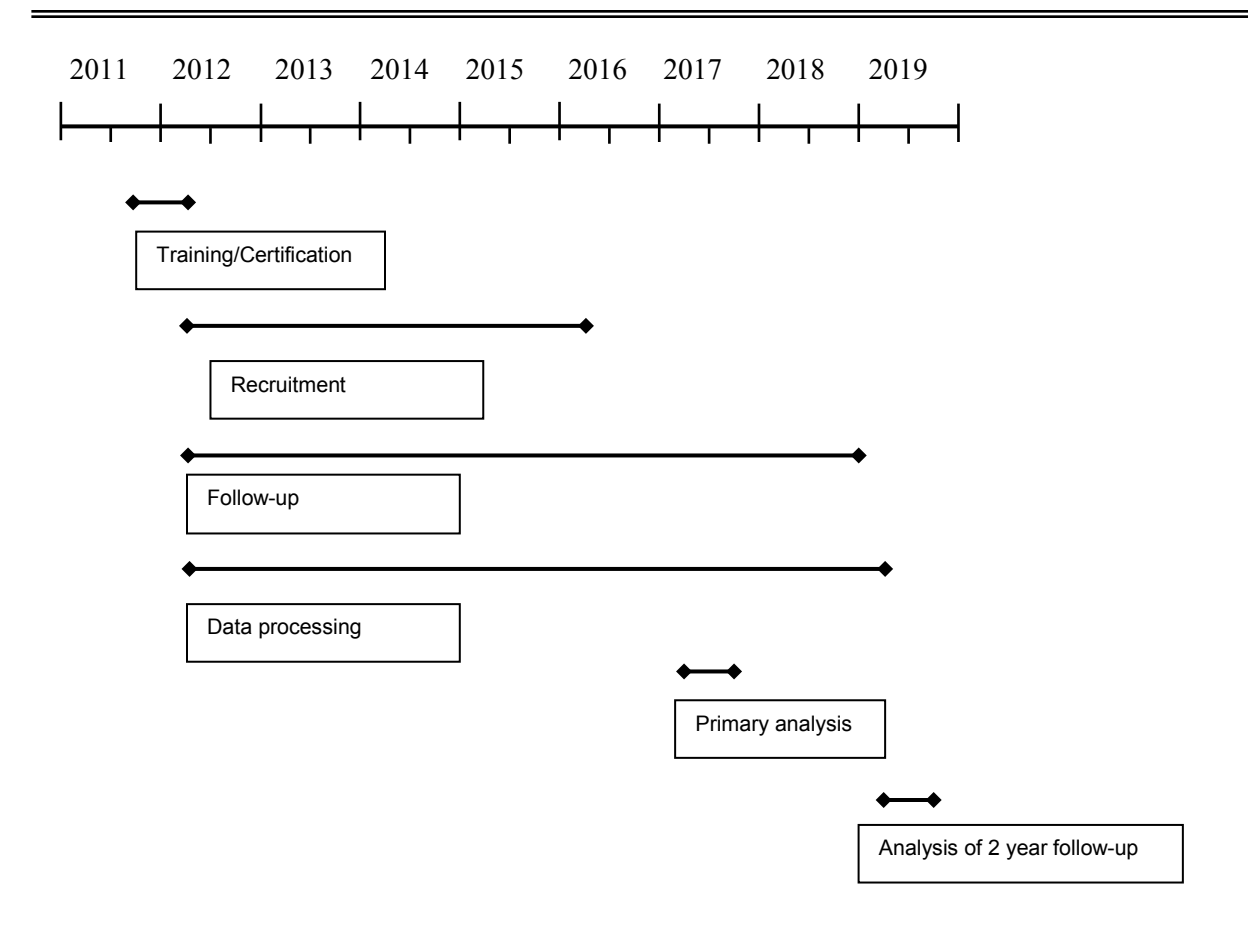 2011 2012 2013 2014 2015 2016 2017 2018 2019
Training/Certification
Recruitment
Follow-up
Data processing
Primary analysis
Analysis of 2 year follow-up